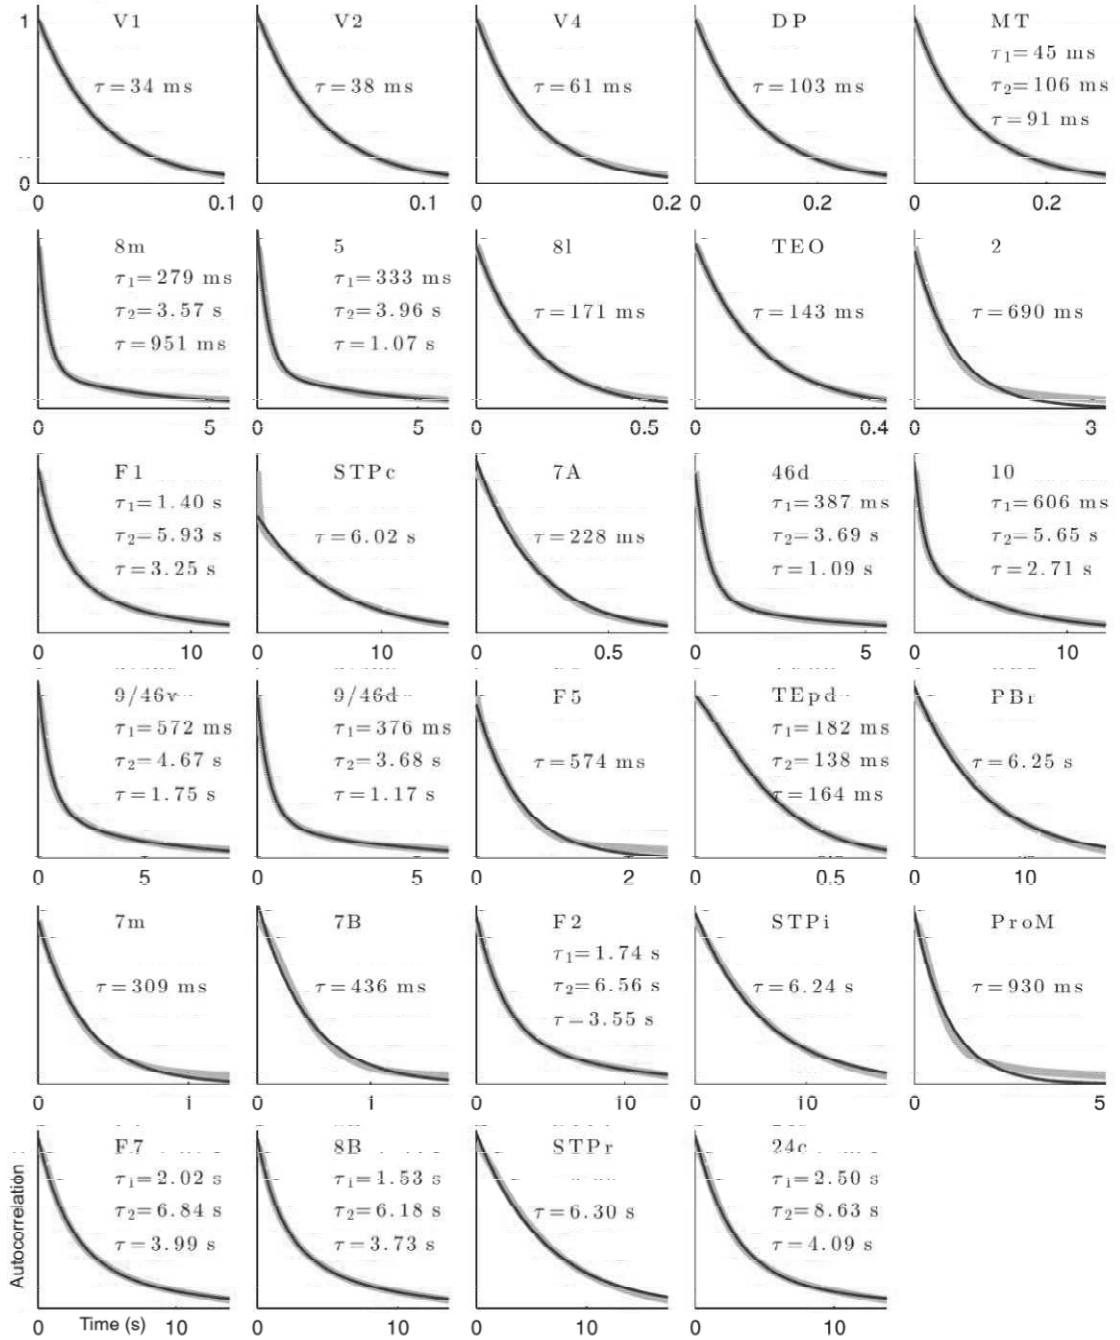 1
0
V1
τ = 34 ms
0 0.1
V2
τ = 38 ms
0 0.1
V4
τ = 61 ms
0 0.2
DP
τ = 103 ms
0 0.2
MT
τ1= 45 ms
τ2= 106 ms
τ = 91 ms
0 0.2
8m
τ1= 279 ms
τ2= 3.57 s
τ = 951 ms
0 5
5
τ1= 333 ms
τ2= 3.96 s
τ = 1.07 s
0 5
8l
τ = 171 ms
0 0.5
TEO
τ = 143 ms
0 0.4
2
τ = 690 ms
0 3
F1
τ1= 1.40 s
τ2= 5.93 s
τ = 3.25 s
0 10
STPc
τ = 6.02 s
0 10
7A
τ = 228 ms
0 0.5
46d
τ1= 387 ms
τ2= 3.69 s
τ = 1.09 s
0 5
10
τ1= 606 ms
τ2= 5.65 s
τ = 2.71 s
0 10
9/46v
τ1= 572 ms
τ2= 4.67 s
τ = 1.75 s
0 5
9/46d
τ1= 376 ms
τ2= 3.68 s
τ = 1.17 s
0 5
F5
τ = 574 ms
0 2
TEpd
τ1= 182 ms
τ2= 138 ms
τ = 164 ms
0 0.5
PBr
τ = 6.25 s
0 10
7m
τ = 309 ms
0 1
7B
τ = 436 ms
0 1
F2
τ1= 1.74 s
τ2= 6.56 s
τ = 3.55 s
0 10
STPi
τ = 6.24 s
0 10
ProM
τ = 930 ms
0 5
F7
τ1= 2.02 s
τ2= 6.84 s
τ = 3.99 s
0 10
Autocorrelation
Time (s)
8B
τ1= 1.53 s
τ2= 6.18 s
τ = 3.73 s
0 10
STPr
τ = 6.30 s
0 10
24c
τ1= 2.50 s
τ2= 8.63 s
τ = 4.09 s
0 10